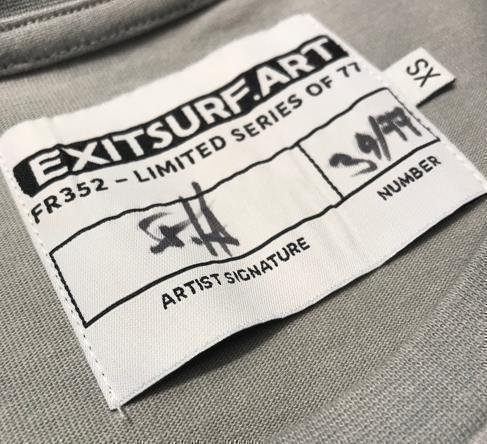 EXITSURF.ART
FR352 – LIMITED SERIES OF 77
39/77
ARTIST SIGNATURE
NUMBER
XS